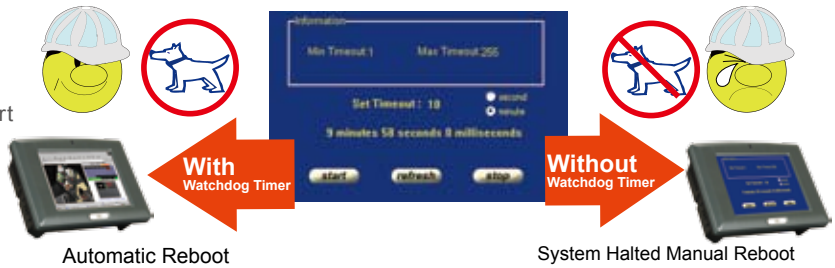 Information
Min Timeout:1 Max Timeout:255
Set Timeout: 10
second
minute
9 minutes 58 seconds 0 milliseconds
start refresh stop
rt
With
Watchdog Timer
Without
Watchdog Timer
Automatic Reboot
System Halted Manual Reboot